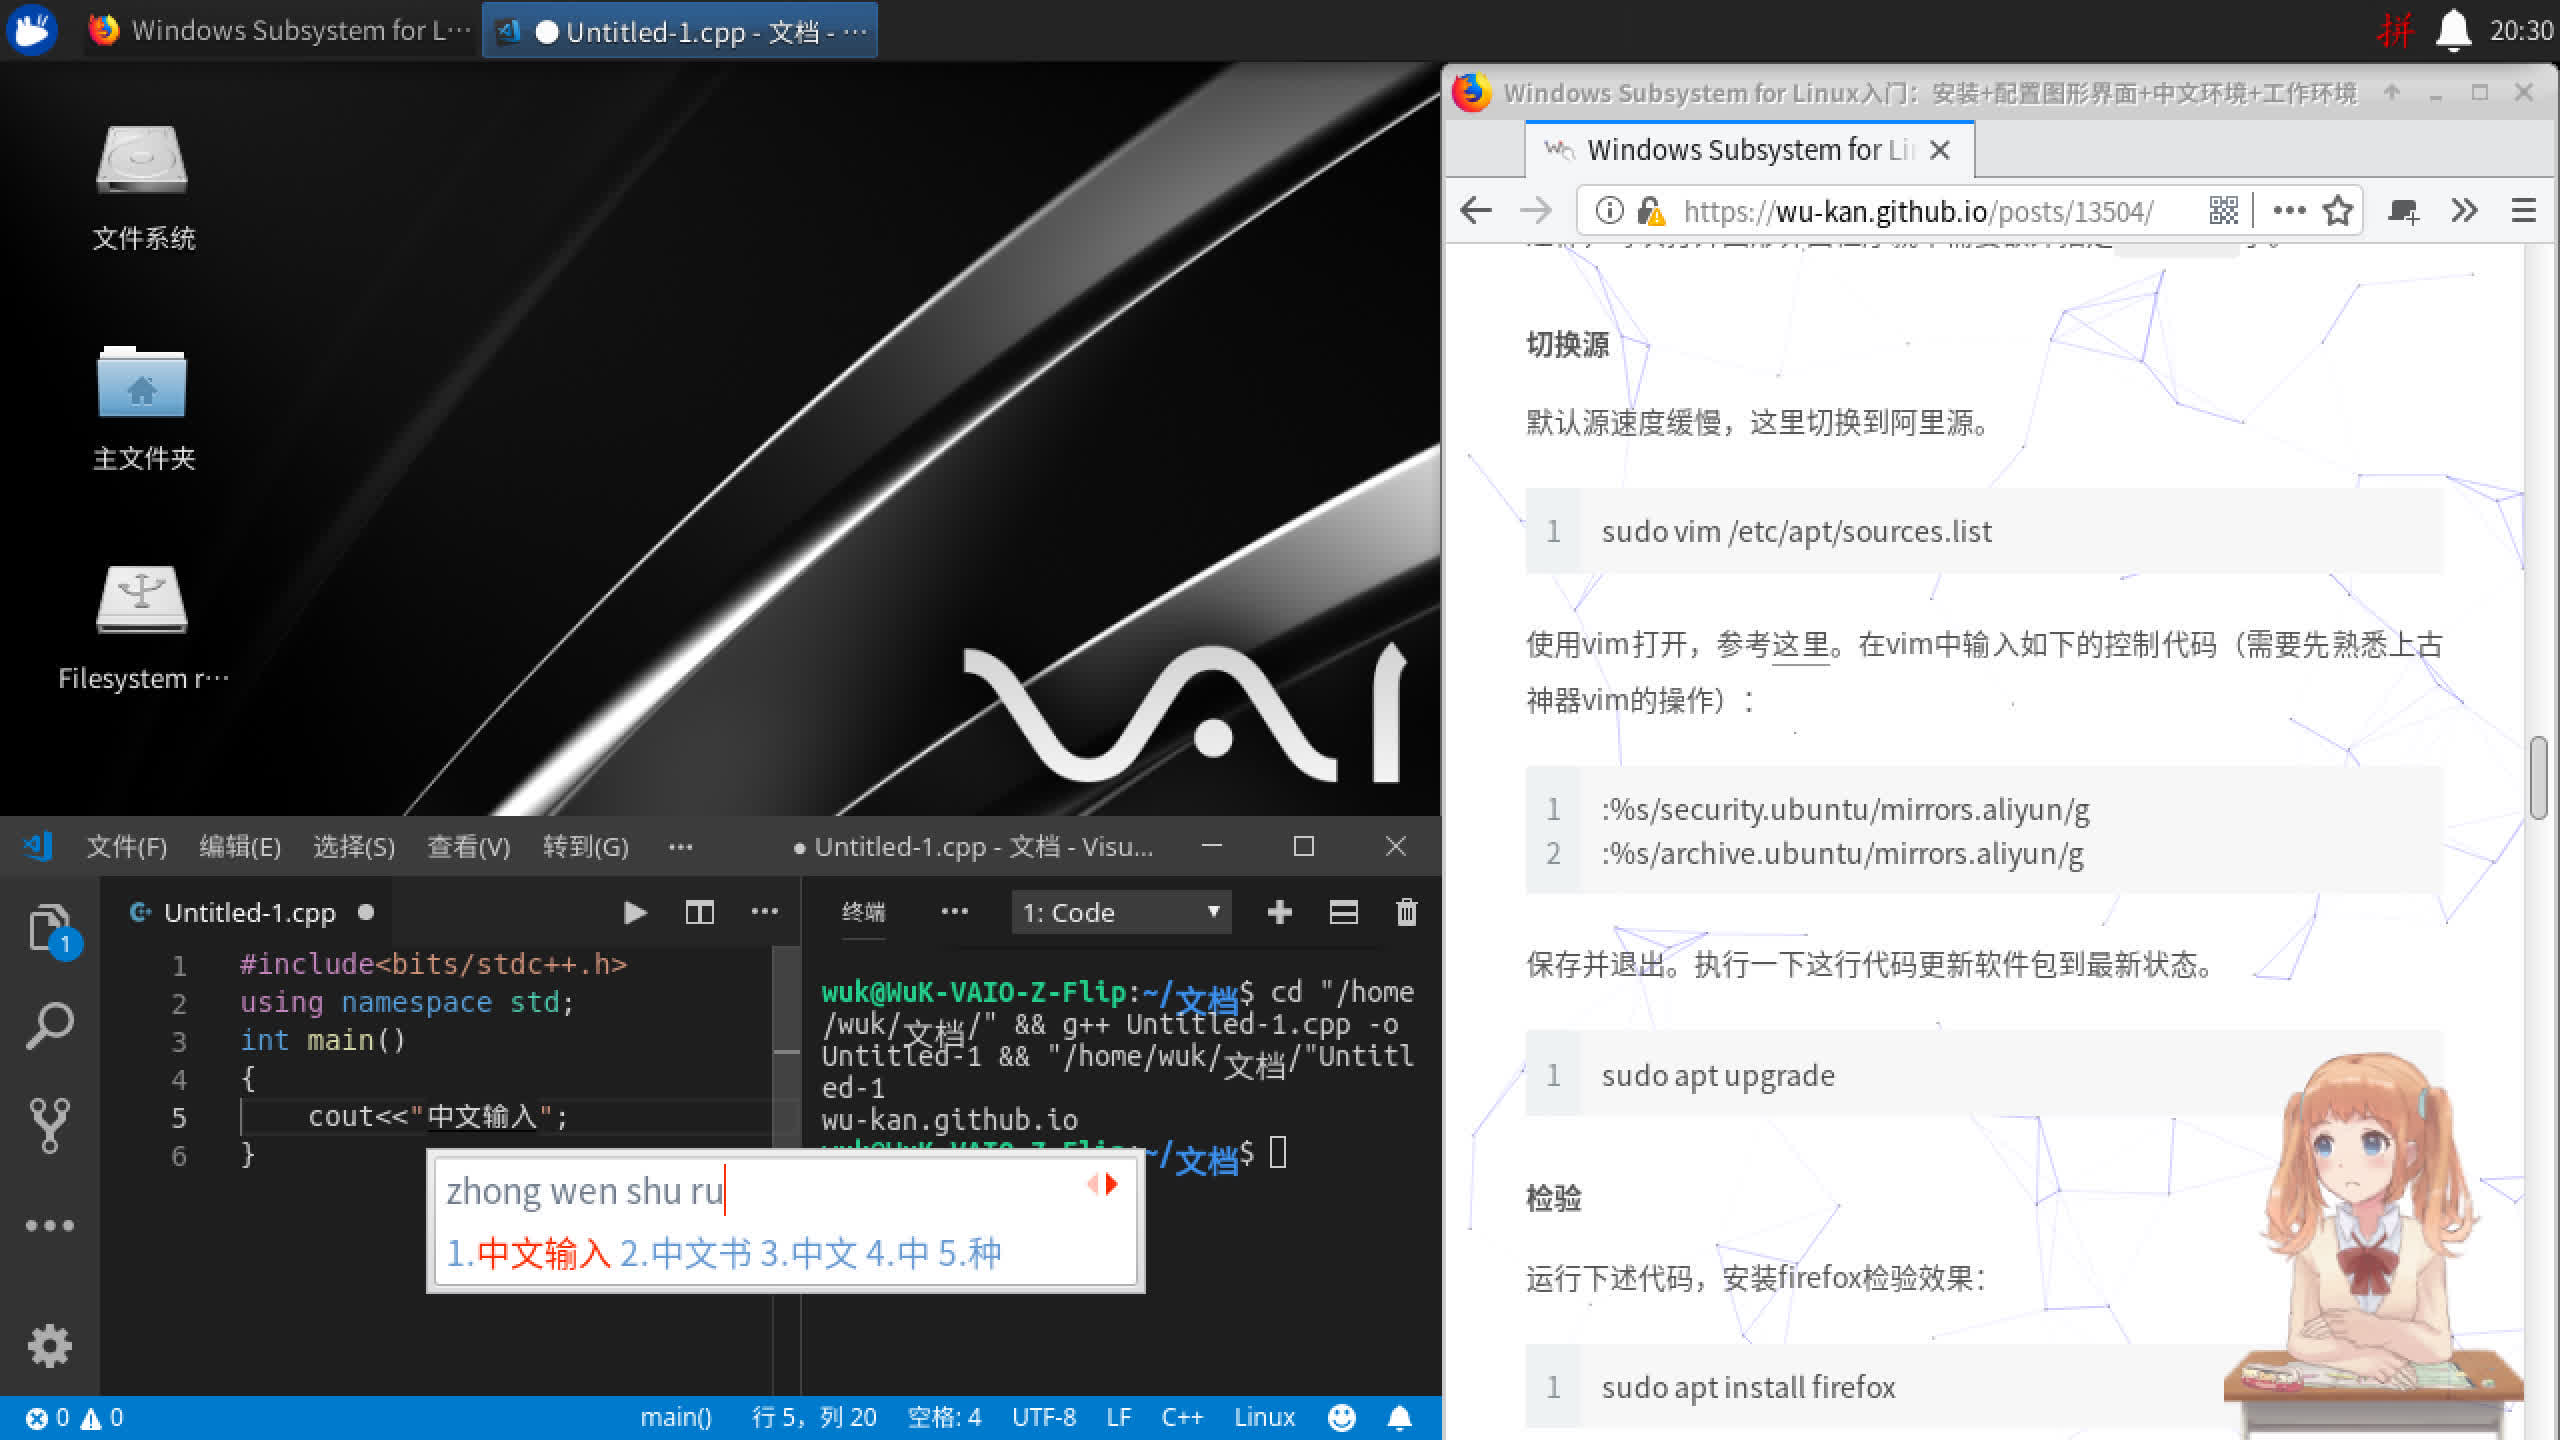 Windows Subsystem for L…
Untitled-1.cpp - 文档 - …
拼
20:30
文件系统
主文件夹
Filesystem r…
VAI
Windows Subsystem for Linux入门：安装+配置图形界面+中文环境+工作环境
Windows Subsystem for Li
https://wu-kan.github.io/posts/13504/
切换源
默认源速度缓慢，这里切换到阿里源。
1 sudo vim /etc/apt/sources.list
使用vim打开，参考这里。在vim中输入如下的控制代码（需要先熟悉上古
神器vim的操作）：
1 :%s/security.ubuntu/mirrors.aliyun/g
2 :%s/archive.ubuntu/mirrors.aliyun/g
保存并退出。执行一下这行代码更新软件包到最新状态。
1 sudo apt upgrade
检验
运行下述代码，安装firefox检验效果：
1 sudo apt install firefox
文件(F) 编辑(E) 选择(S) 查看(V) 转到(G) ··· ● Untitled-1.cpp - 文档 - Visu...
Untitled-1.cpp ●
1
1 #include<bits/stdc++.h>
2 using namespace std;
3 int main()
4 {
5     cout<<"中文输入";
6 }
终端 ··· 1: Code
wuk@WuK-VAIO-Z-Flip:~/文档$ cd "/home
/wuk/文档/" && g++ Untitled-1.cpp -o
Untitled-1 && "/home/wuk/文档/"Untitl
ed-1
wu-kan.github.io
wuk@WuK-VAIO-Z-Flip:~/文档$
zhong wen shu ru
1.中文输入 2.中文书 3.中文 4.中 5.种
0 0 main() 行 5，列 20 空格: 4 UTF-8 LF C++ Linux